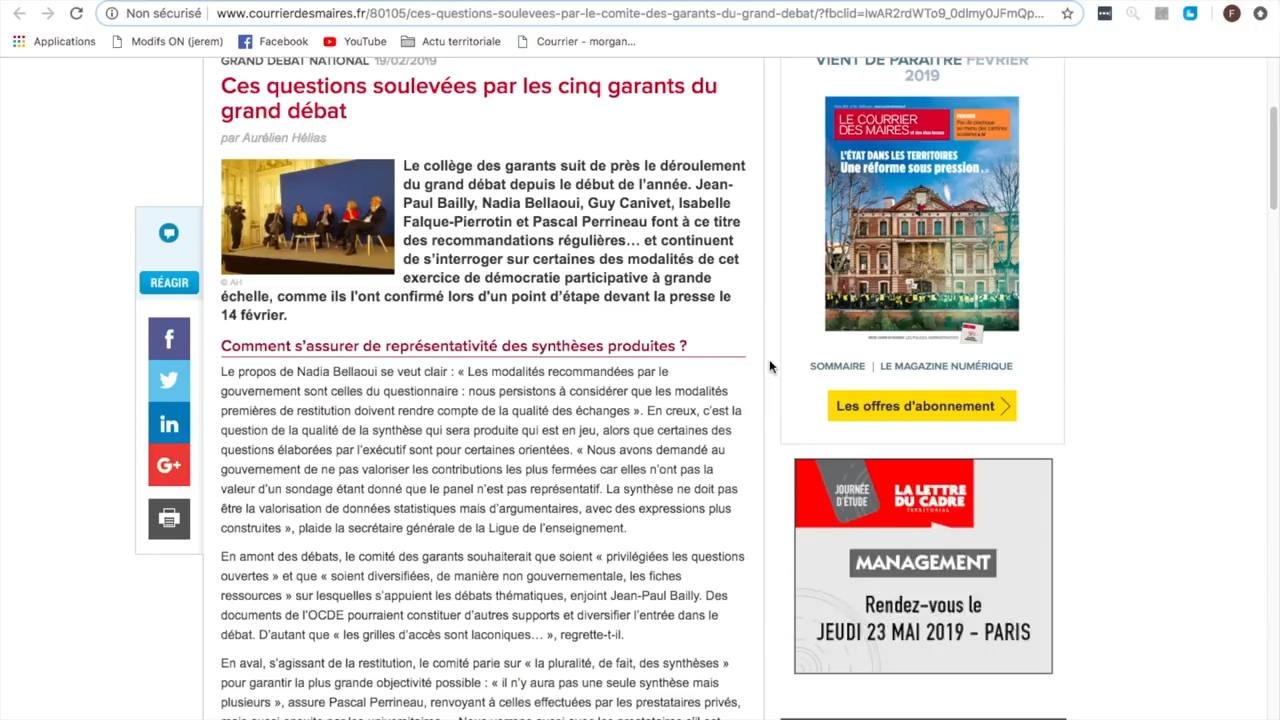 Non sécurisé | www.courrierdesmaires.fr/80105/ces-questions-soulevees-par-le-comite-des-garants-du-grand-debat/?fbclid=IwAR2rdWTo9_0dlmy0JFmQp...
F
Applications Modifs ON (jerem) Facebook YouTube Actu territoriale Courrier - morgan...
GRAND DÉBAT NATIONAL 19/02/2019
Ces questions soulevées par les cinq garants du
grand débat
par Aurélien Hélias
Le collège des garants suit de près le déroulement
du grand débat depuis le début de l'année. Jean-
Paul Bailly, Nadia Bellaoui, Guy Canivet, Isabelle
Falque-Pierrotin et Pascal Perrineau font à ce titre
des recommandations régulières… et continuent
de s'interroger sur certaines des modalités de cet
exercice de démocratie participative à grande
© AH
échelle, comme ils l'ont confirmé lors d'un point d'étape devant la presse le
14 février.
Comment s'assurer de représentativité des synthèses produites ?
Le propos de Nadia Bellaoui se veut clair : « Les modalités recommandées par le
gouvernement sont celles du questionnaire : nous persistons à considérer que les modalités
premières de restitution doivent rendre compte de la qualité des échanges ». En creux, c'est la
question de la qualité de la synthèse qui sera produite qui est en jeu, alors que certaines des
questions élaborées par l'exécutif sont pour certaines orientées. « Nous avons demandé au
gouvernement de ne pas valoriser les contributions les plus fermées car elles n'ont pas la
valeur d'un sondage étant donné que le panel n'est pas représentatif. La synthèse ne doit pas
être la valorisation de données statistiques mais d'argumentaires, avec des expressions plus
construites », plaide la secrétaire générale de la Ligue de l'enseignement.
En amont des débats, le comité des garants souhaiterait que soient « privilégiées les questions
ouvertes » et que « soient diversifiées, de manière non gouvernementale, les fiches
ressources » sur lesquelles s'appuient les débats thématiques, enjoint Jean-Paul Bailly. Des
documents de l'OCDE pourraient constituer d'autres supports et diversifier l'entrée dans le
débat. D'autant que « les grilles d'accès sont laconiques… », regrette-t-il.
En aval, s'agissant de la restitution, le comité parie sur « la pluralité, de fait, des synthèses »
pour garantir la plus grande objectivité possible : « il n'y aura pas une seule synthèse mais
plusieurs », assure Pascal Perrineau, renvoyant à celles effectuées par les prestataires privés,
RÉAGIR
f
in
G+
VIENT DE PARAÎTRE FÉVRIER
2019
LE COURRIER
DES MAIRES
L'ÉTAT DANS LES TERRITOIRES
Une réforme sous pression
SOMMAIRE | LE MAGAZINE NUMÉRIQUE
Les offres d'abonnement
JOURNÉE
D'ÉTUDE
LA LETTRE
DU CADRE
TERRITORIAL
MANAGEMENT
Rendez-vous le
JEUDI 23 MAI 2019 - PARIS